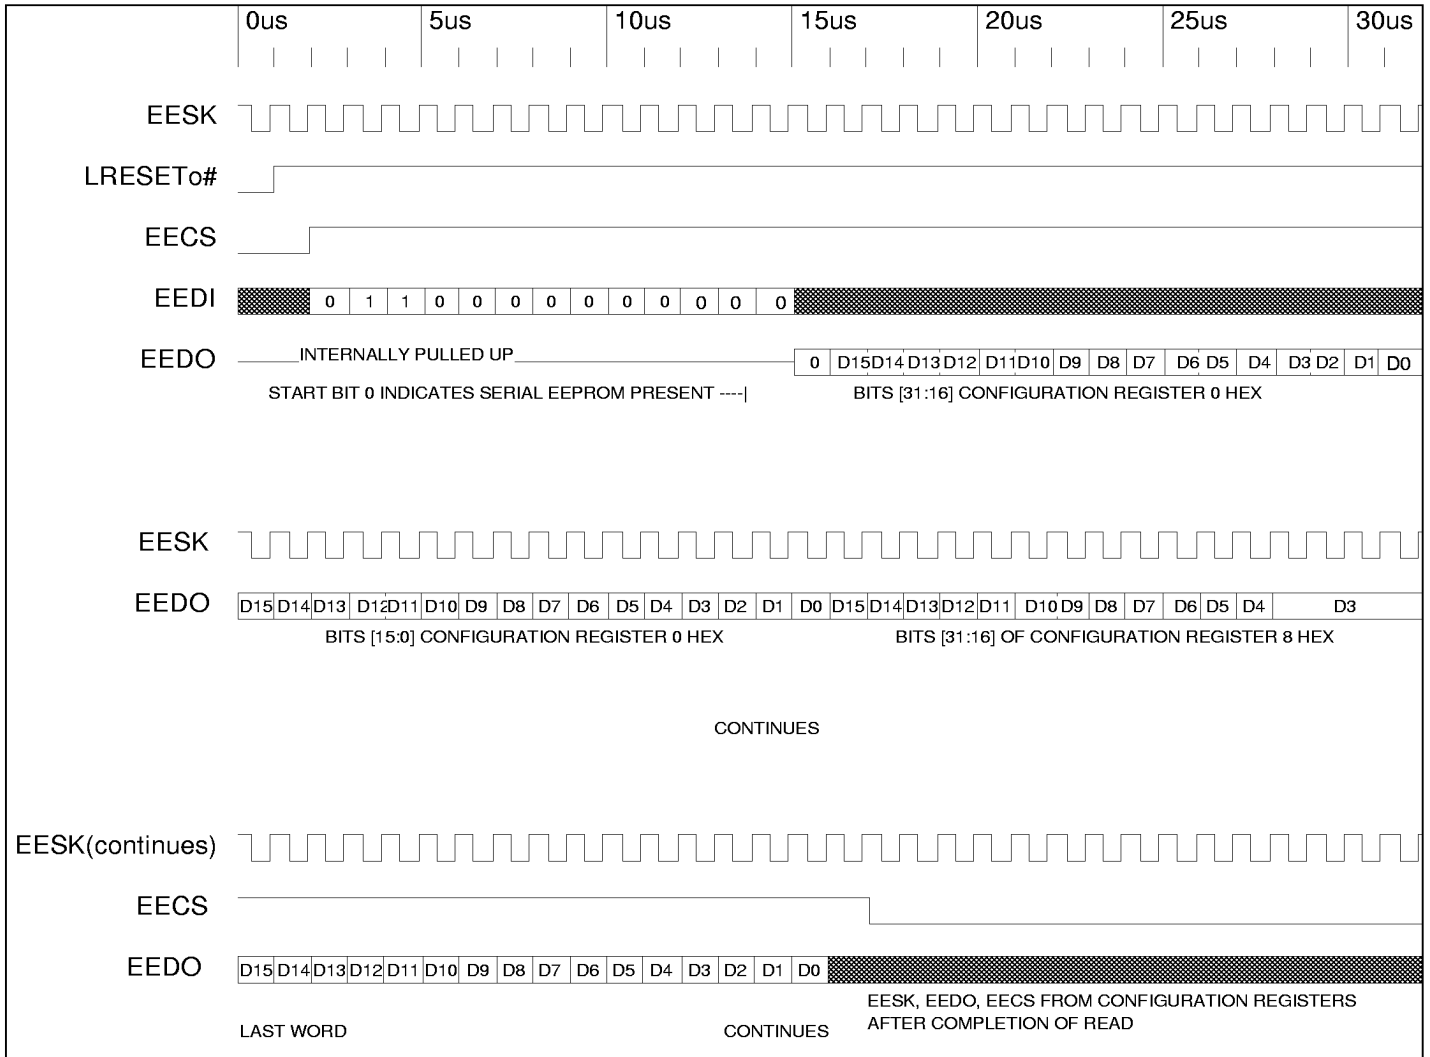 0us 5us 10us 15us 20us 25us 30us
EESK
LRESETo#
EECS
EEDI 0 1 1 0 0 0 0 0 0 0 0 0 0
EEDO INTERNALLY PULLED UP 0 D15 D14 D13 D12 D11 D10 D9 D8 D7 D6 D5 D4 D3 D2 D1 D0
START BIT 0 INDICATES SERIAL EEPROM PRESENT ----| BITS [31:16] CONFIGURATION REGISTER 0 HEX
EESK
EEDO D15 D14 D13 D12 D11 D10 D9 D8 D7 D6 D5 D4 D3 D2 D1 D0 D15 D14 D13 D12 D11 D10 D9 D8 D7 D6 D5 D4 D3
BITS [15:0] CONFIGURATION REGISTER 0 HEX BITS [31:16] OF CONFIGURATION REGISTER 8 HEX
CONTINUES
EESK(continues)
EECS
EEDO D15 D14 D13 D12 D11 D10 D9 D8 D7 D6 D5 D4 D3 D2 D1 D0
EESK, EEDO, EECS FROM CONFIGURATION REGISTERS
AFTER COMPLETION OF READ
LAST WORD CONTINUES